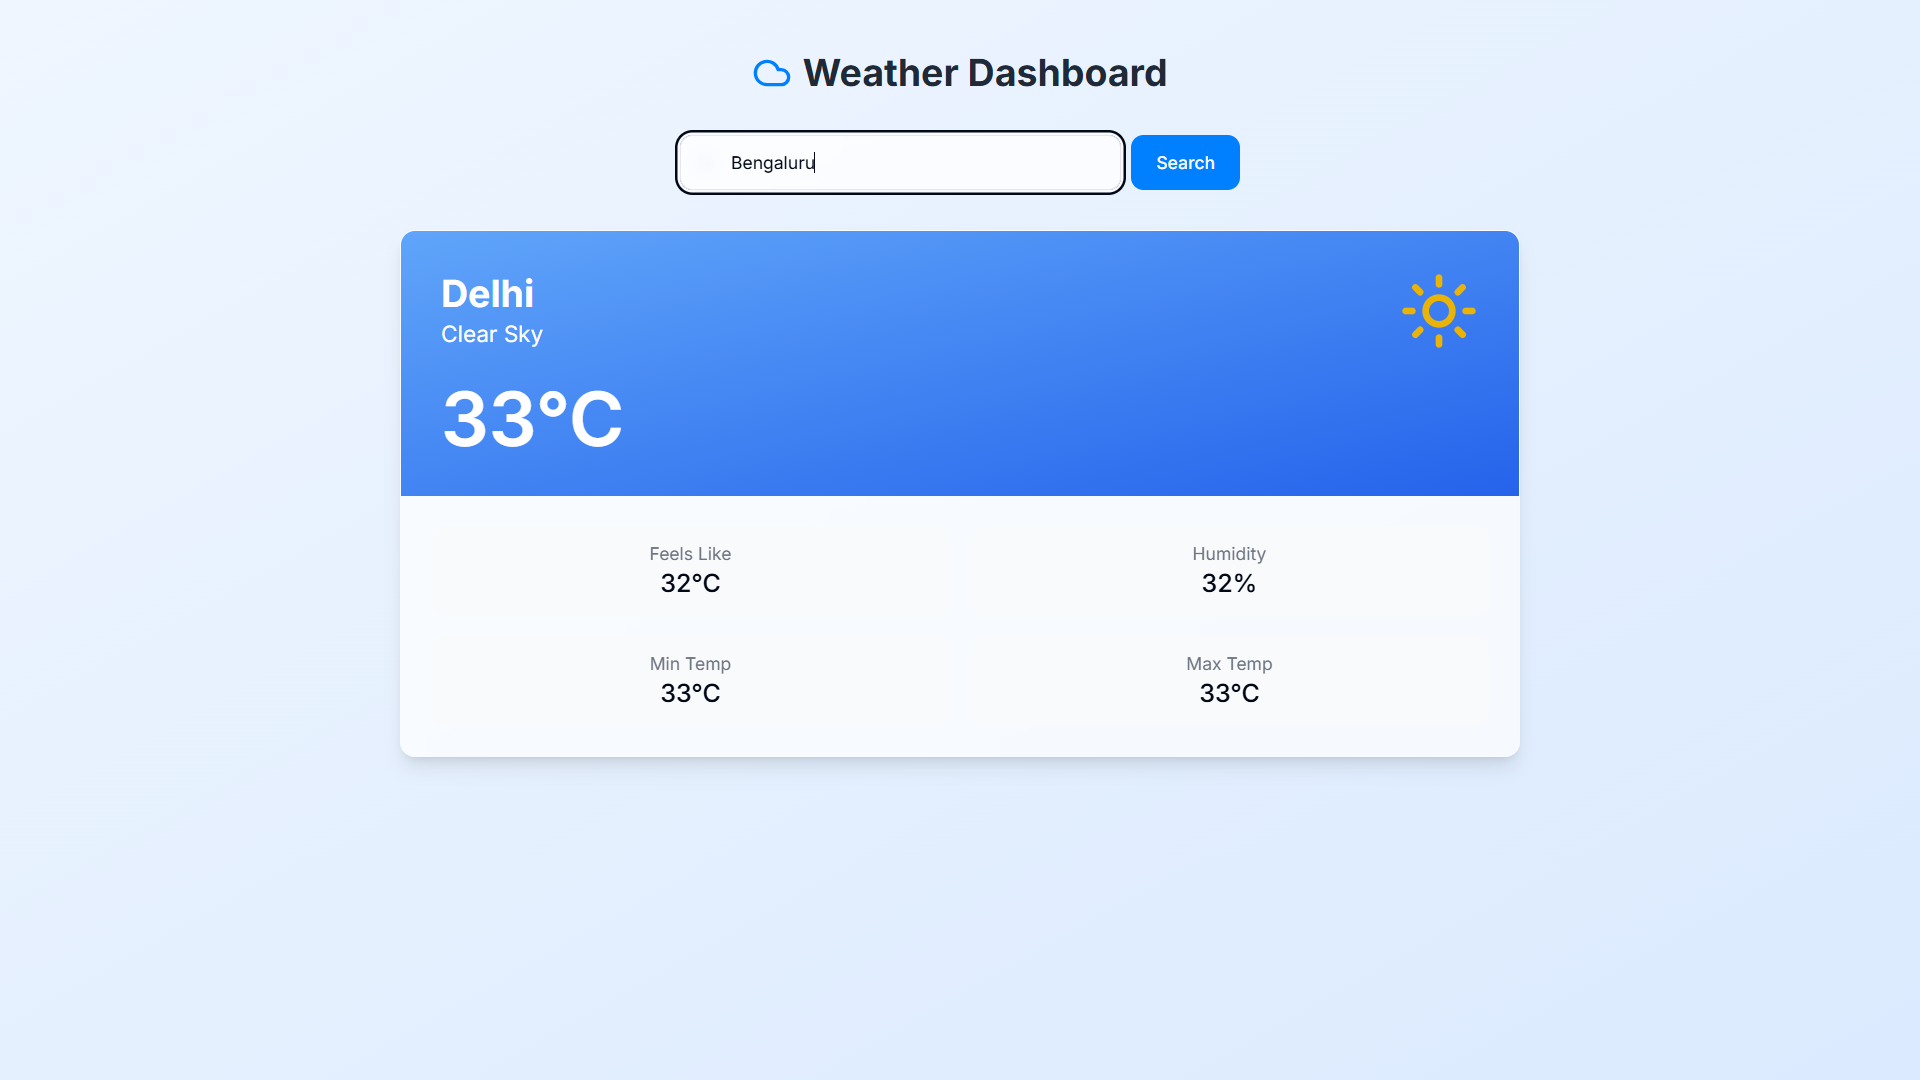 Weather Dashboard
Bengaluru
Search
Delhi
Clear Sky
33°C
Feels Like
32°C
Humidity
32%
Min Temp
33°C
Max Temp
33°C